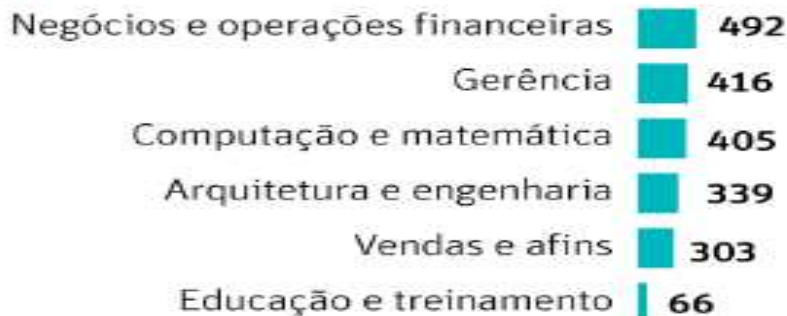 Negócios e operações financeiras 492
Gerência 416
Computação e matemática 405
Arquitetura e engenharia 339
Vendas e afins 303
Educação e treinamento 66